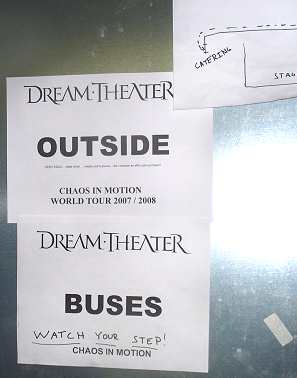 CATERING
STAG
DREAM THEATER
OUTSIDE
CHAOS IN MOTION
WORLD TOUR 2007 / 2008
DREAM THEATER
BUSES
WATCH YOUR STEP!
CHAOS IN MOTION